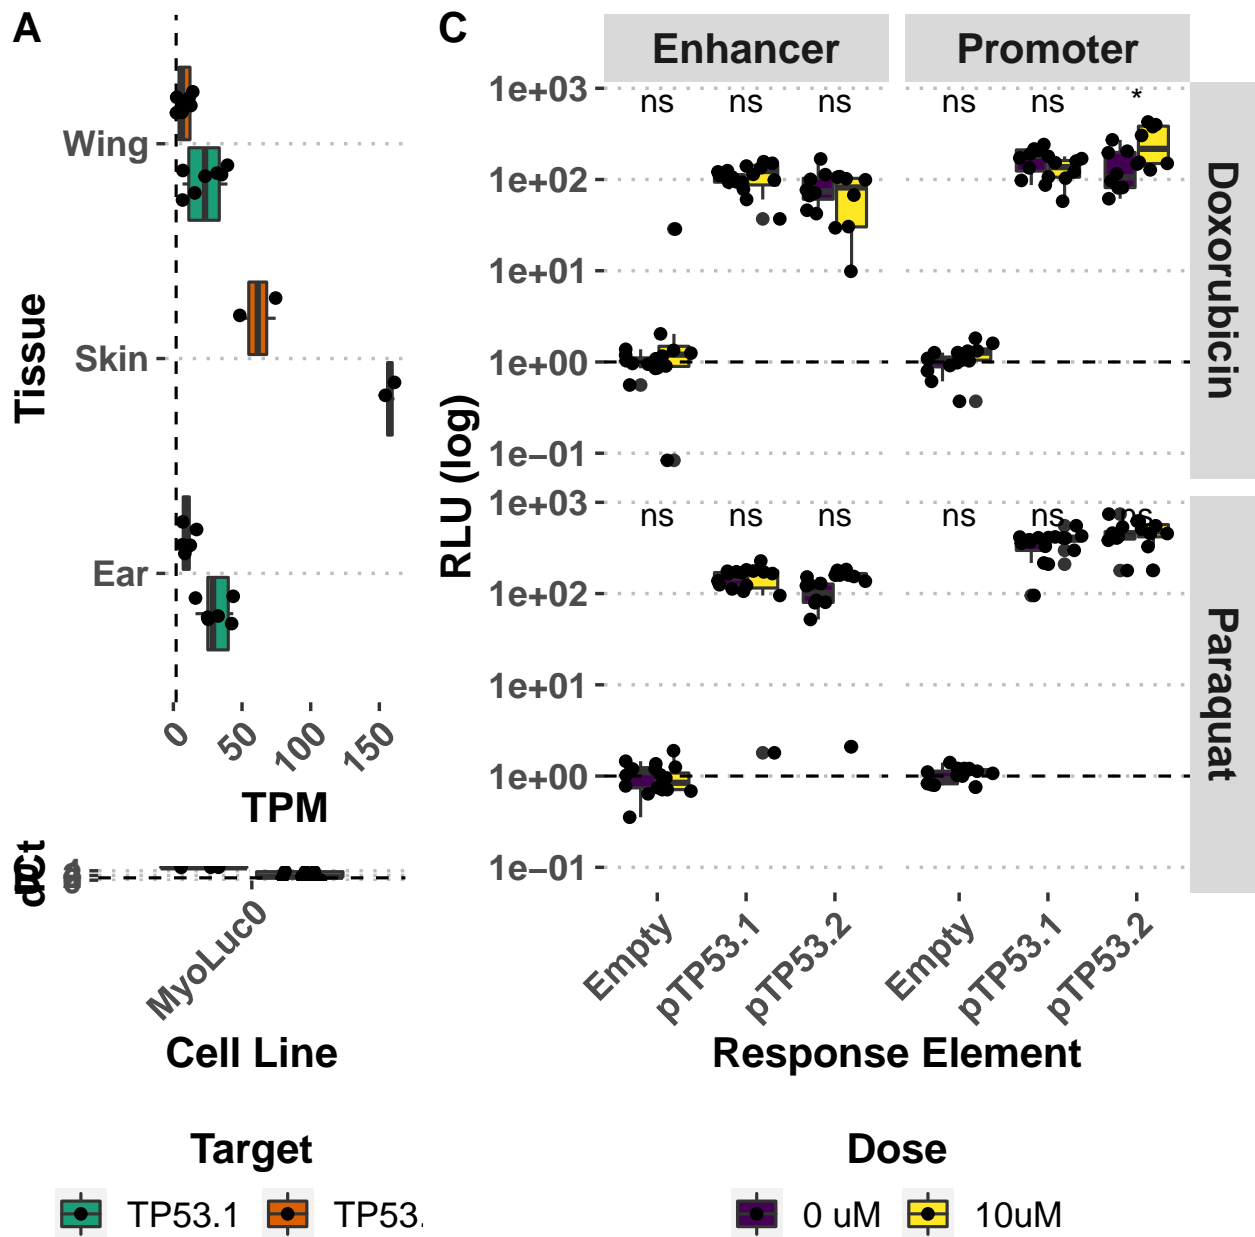 A
Wing
Skin
Ear
Tissue
0
50
100
150
TPM
dCt
MyoLuc0
Cell Line
C
Enhancer
Promoter
Doxorubicin
Paraquat
RLU (log)
1e+03
1e+02
1e+01
1e+00
1e−01
ns ns ns ns ns *
1e+03
1e+02
1e+01
1e+00
1e−01
ns ns ns ns ns ns
Empty
pTP53.1
pTP53.2
Empty
pTP53.1
pTP53.2
Response Element
Target
TP53.1
TP53.
Dose
0 uM
10uM